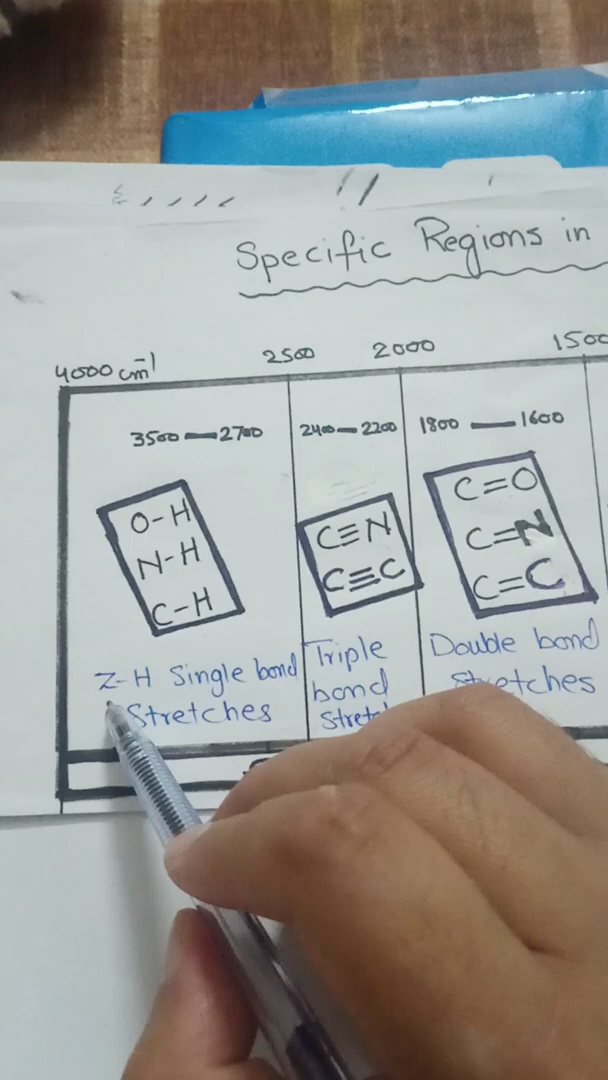 Specific Regions in
4000 cm⁻¹ 2500 2000 1500
3500 — 2700 2400 — 2200 1800 — 1600
O-H
N-H
C-H
C≡N
C≡C
C=O
C=N
C=C
Z-H Single bond
Stretches
Triple
bond
Double bond
Stretches